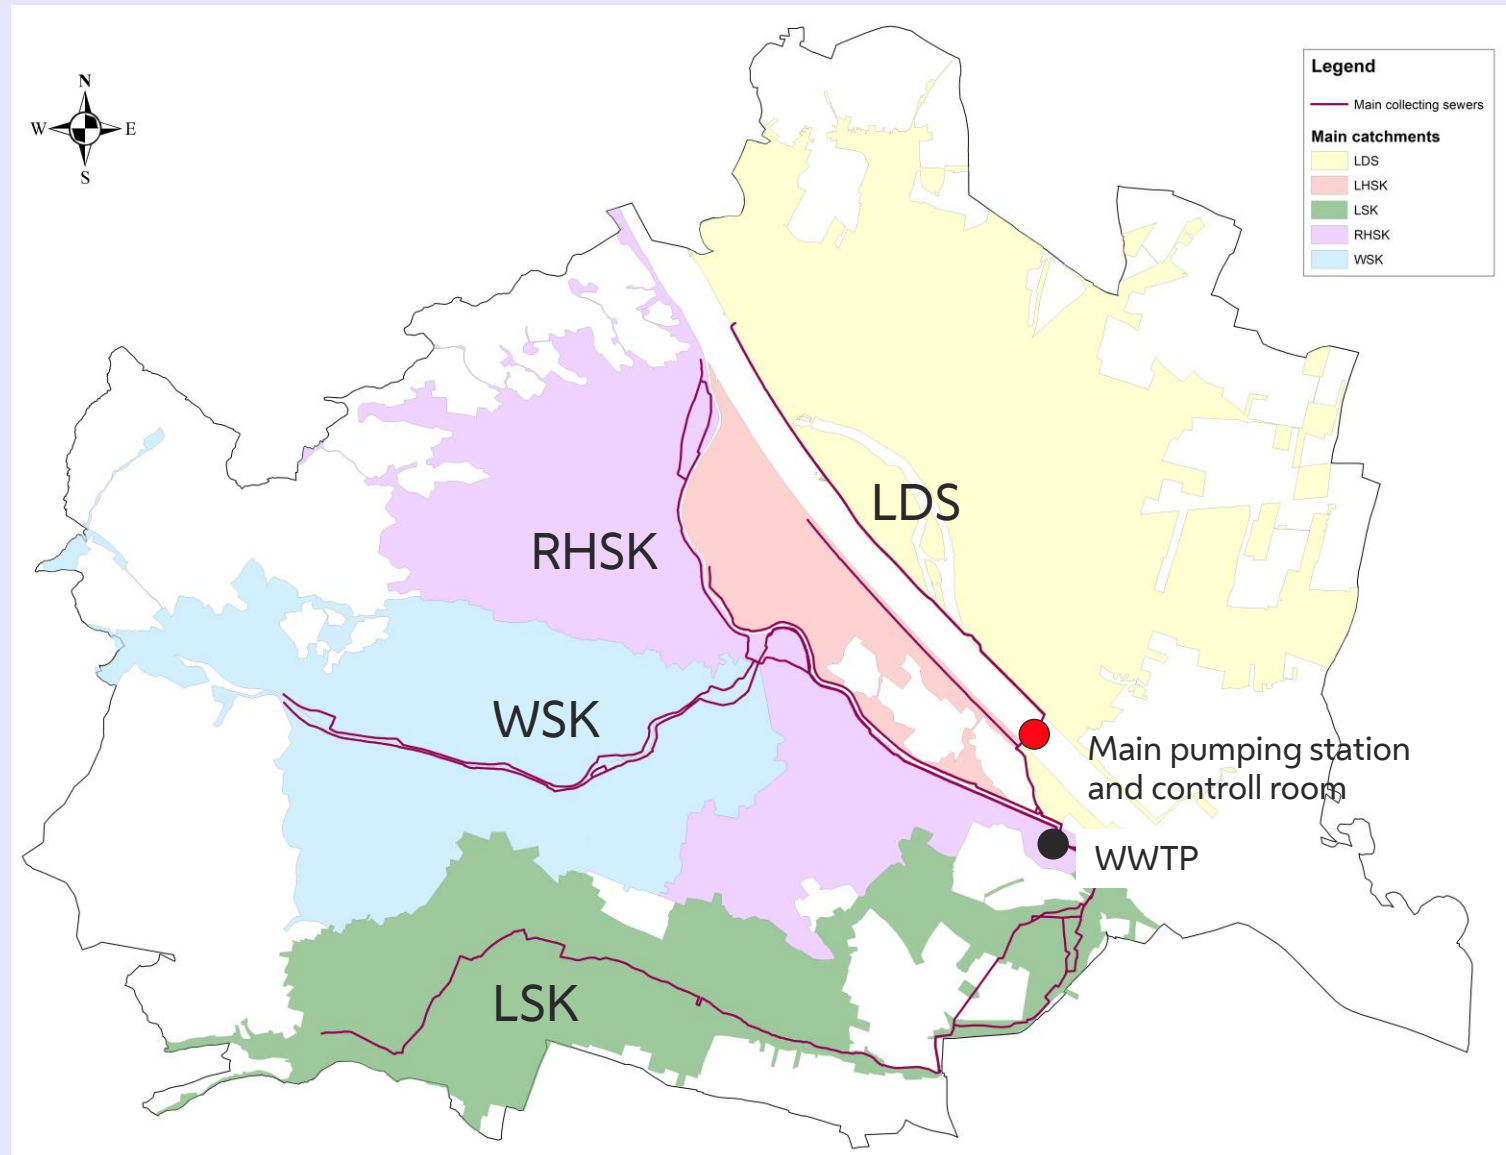 N
W E
S
Legend
Main collecting sewers
Main catchments
LDS
LHSK
LSK
RHSK
WSK
LDS
RHSK
WSK
Main pumping station
and controll room
WWTP
LSK